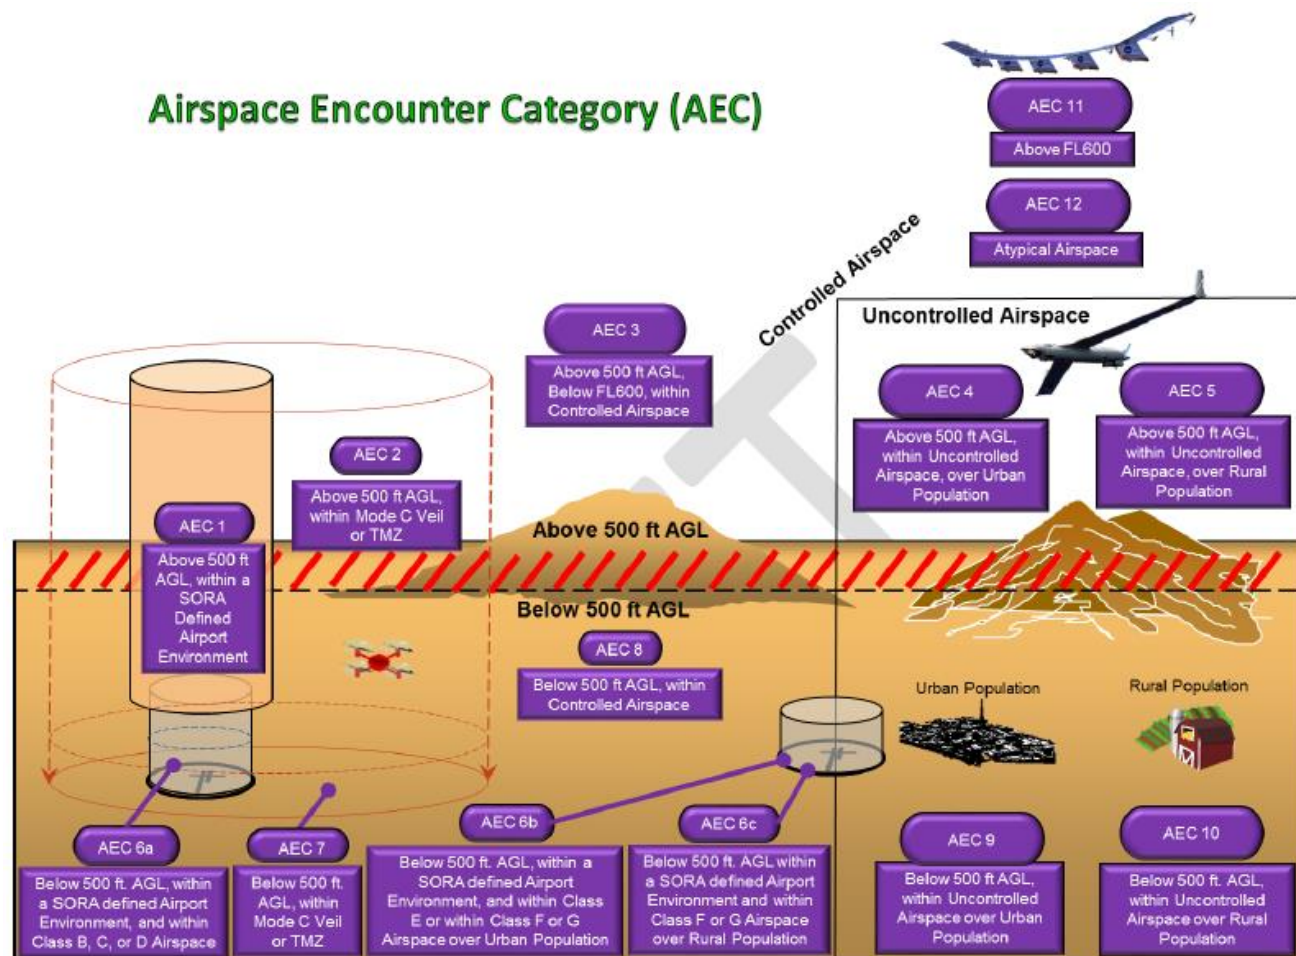 Airspace Encounter Category (AEC)
AEC 11
Above FL600
AEC 12
Atypical Airspace
Controlled Airspace
Uncontrolled Airspace
AEC 3
Above 500 ft AGL,
Below FL600, within
Controlled Airspace
AEC 4
Above 500 ft AGL,
within Uncontrolled
Airspace, over Urban
Population
AEC 5
Above 500 ft AGL,
within Uncontrolled
Airspace, over Rural
Population
AEC 2
Above 500 ft AGL,
within Mode C Veil
or TMZ
AEC 1
Above 500 ft
AGL, within a
SORA
Defined
Airport
Environment
Above 500 ft AGL
Below 500 ft AGL
AEC 8
Below 500 ft AGL, within
Controlled Airspace
Urban Population
Rural Population
AEC 6a
Below 500 ft. AGL, within
a SORA defined Airport
Environment, and within
Class B, C, or D Airspace
AEC 7
Below 500 ft.
AGL, within
Mode C Veil
or TMZ
AEC 6b
Below 500 ft. AGL, within a
SORA defined Airport
Environment, and within Class
E or within Class F or G
Airspace over Urban Population
AEC 6c
Below 500 ft. AGL within
a SORA defined Airport
Environment and within
Class F or G Airspace
over Rural Population
AEC 9
Below 500 ft. AGL,
within Uncontrolled
Airspace over Urban
Population
AEC 10
Below 500 ft. AGL, within
Uncontrolled Airspace
over Rural
Population